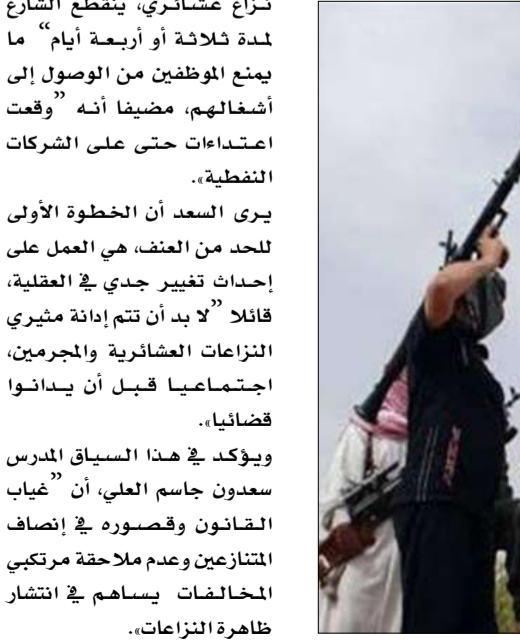 نزاع عشائري، ينقطع الشارع
لمدة ثلاثة أو أربعة أيام“ ما
يمنع الموظفين من الوصول إلى
أشغالهم، مضيفا أنه ”وقعت
اعتداءات حتى على الشركات
النفطية».
يرى السعد أن الخطوة الأولى
للحد من العنف، هي العمل على
إحداث تغيير جدي في العقلية،
قائلا ”لا بد أن تتم إدانة مثيري
النزاعات العشائرية والمجرمين،
اجتماعيا قبل أن يدانوا
قضائيا».
ويؤكد في هذا السياق المدرس
سعدون جاسم العلي، أن ”غياب
القانون وقصوره في إنصاف
المتنازعين وعدم ملاحقة مرتكبي
المخالفات يساهم في انتشار
ظاهرة النزاعات».